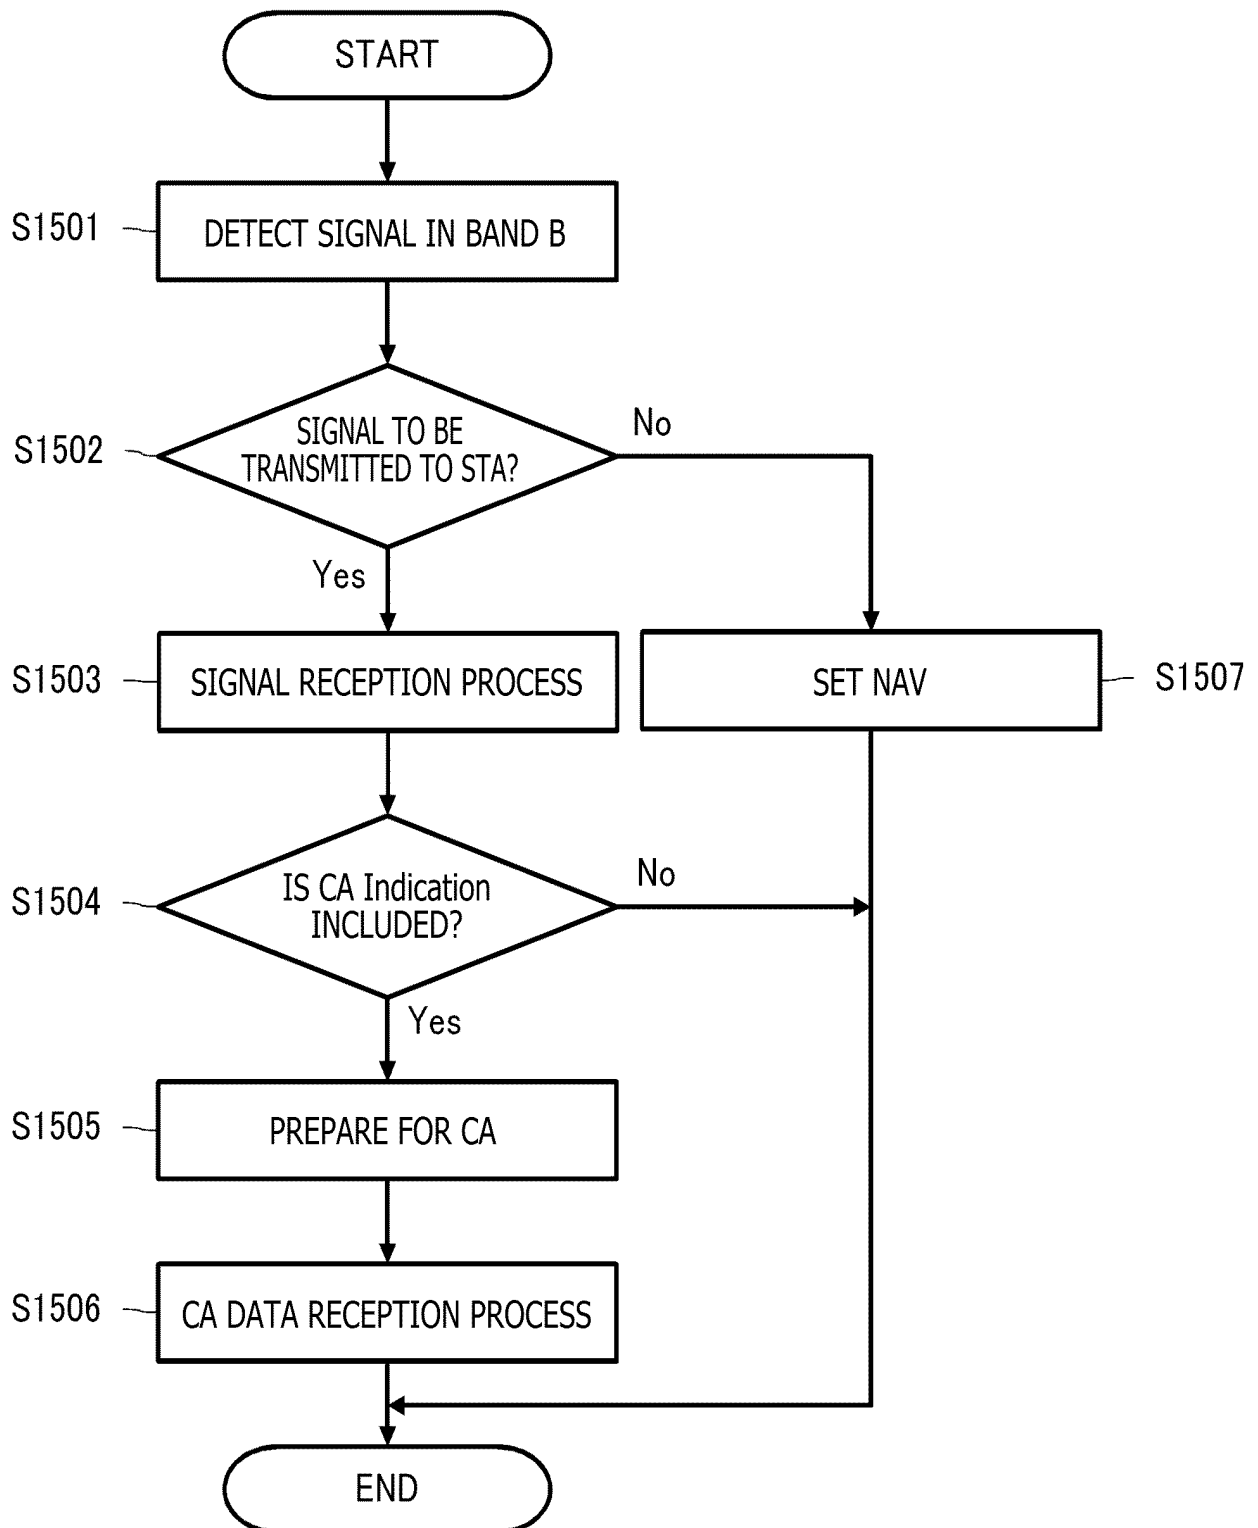 START
S1501
DETECT SIGNAL IN BAND B
S1502
SIGNAL TO BE
TRANSMITTED TO STA?
No
Yes
S1503
SIGNAL RECEPTION PROCESS
SET NAV
S1507
S1504
IS CA Indication
INCLUDED?
No
Yes
S1505
PREPARE FOR CA
S1506
CA DATA RECEPTION PROCESS
END